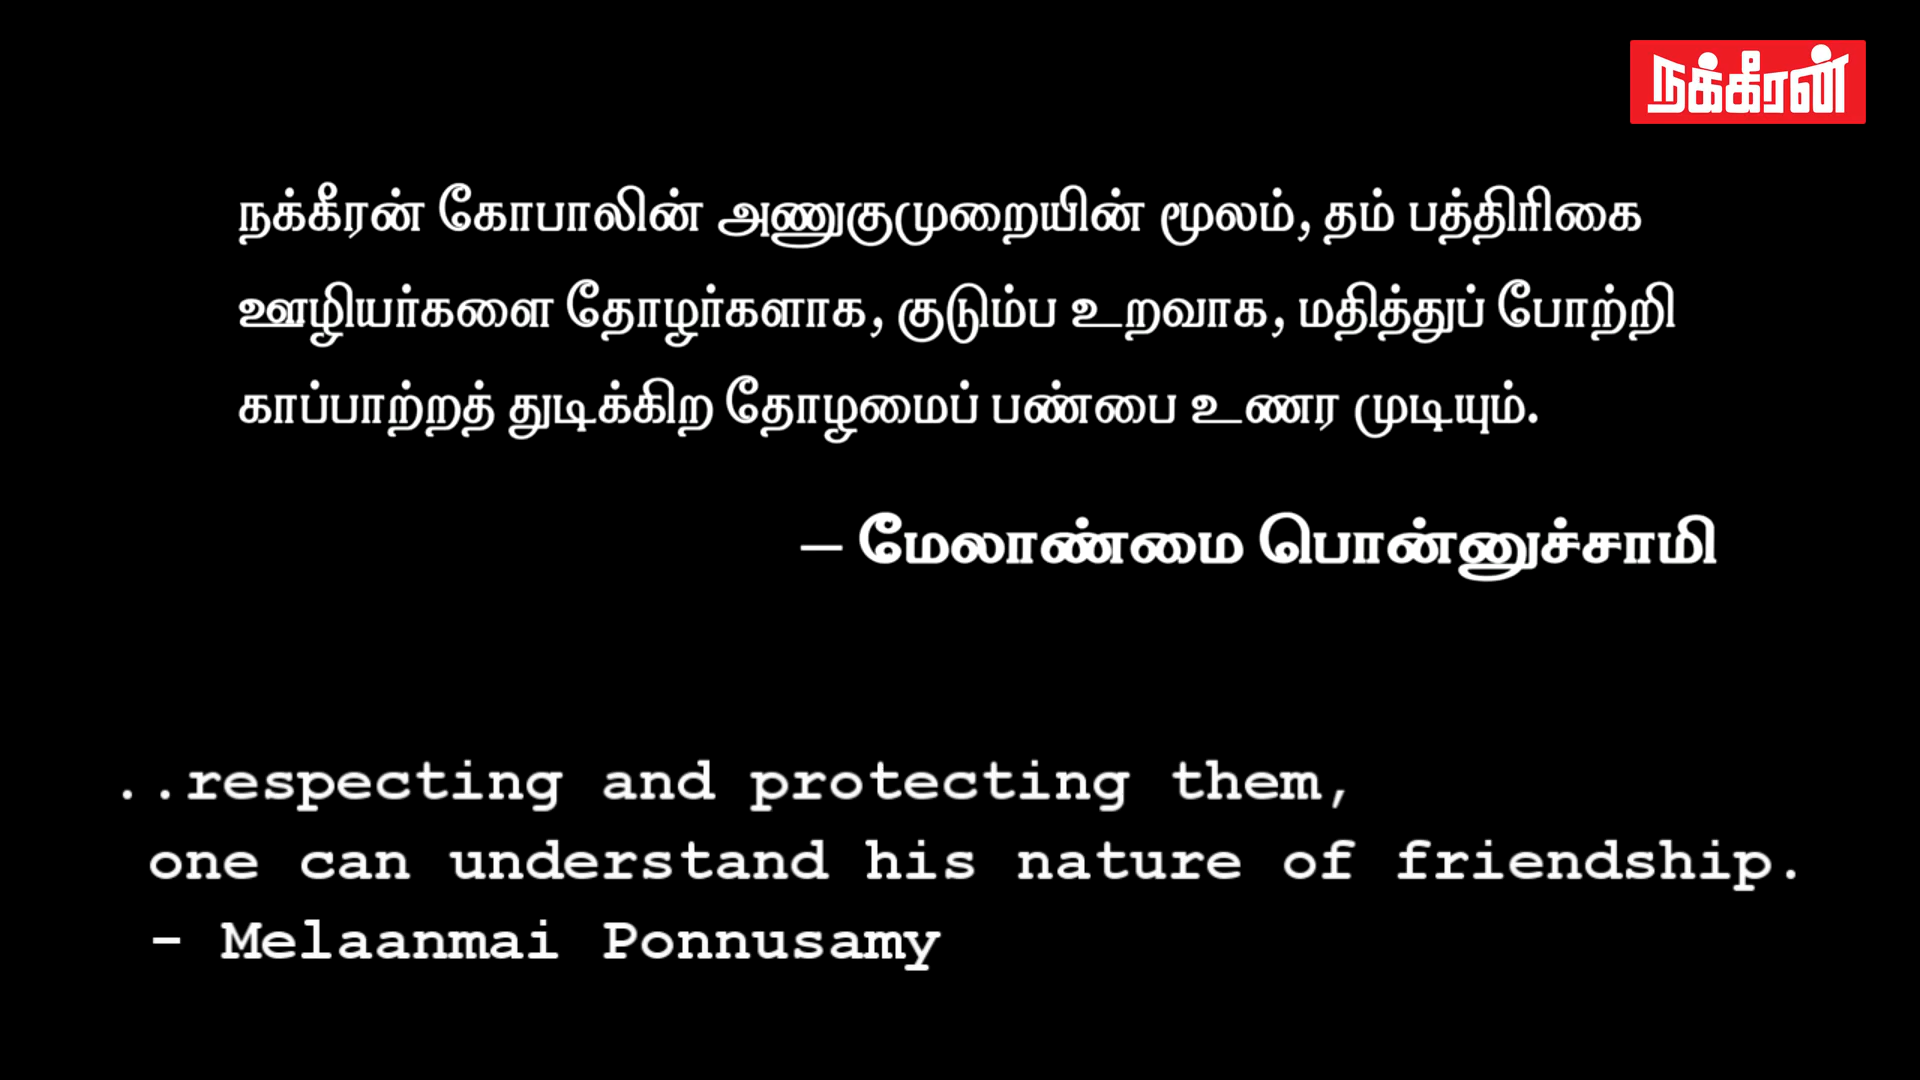 நக்கீரன்
நக்கீரன் கோபாலின் அணுகுமுறையின் மூலம், தம் பத்திரிகை
ஊழியர்களை தோழர்களாக, குடும்ப உறவாக, மதித்துப் போற்றி
காப்பாற்றத் துடிக்கிற தோழமைப் பண்பை உணர முடியும்.
– மேலாண்மை பொன்னுச்சாமி
..respecting and protecting them,
one can understand his nature of friendship.
- Melaanmai Ponnusamy